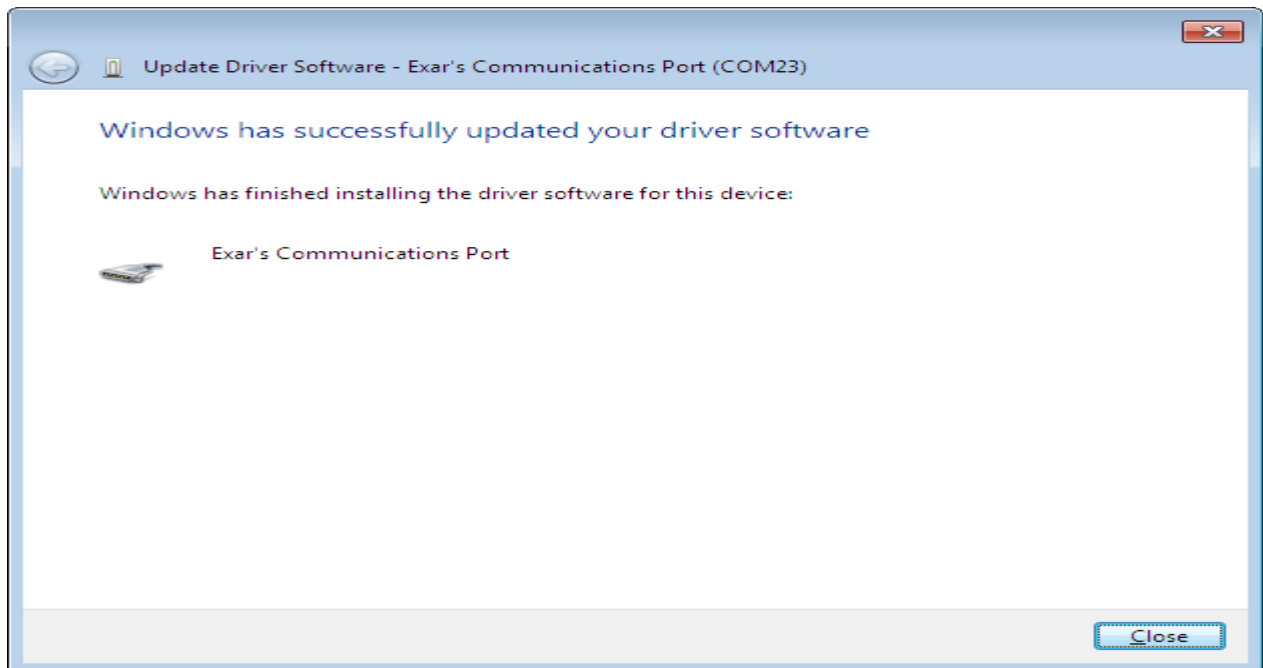 Update Driver Software - Exar's Communications Port (COM23)
Windows has successfully updated your driver software
Windows has finished installing the driver software for this device:
Exar's Communications Port
Close